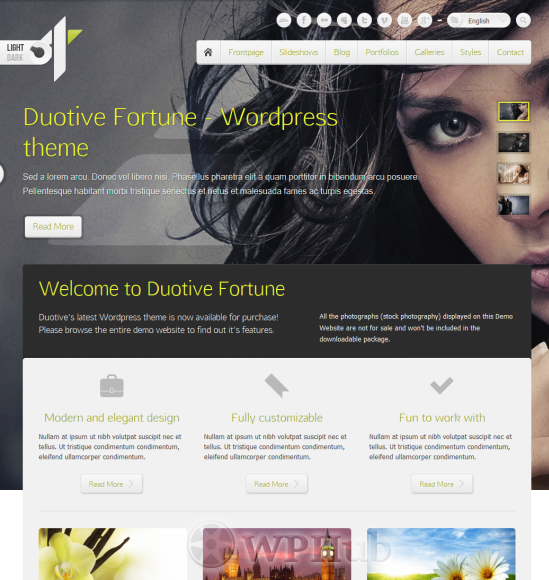 LIGHT
DARK
English
Frontpage Slideshows Blog Portfolios Galleries Styles Contact
Duotive Fortune - Wordpress
theme
Sed a lorem arcu. Donec vel libero nisi. Phasellus pharetra elit a quam porttitor in bibendum arcu posuere.
Pellentesque habitant morbi tristique senectus et netus et malesuada fames ac turpis egestas.
Read More
Welcome to Duotive Fortune
Duotive's latest Wordpress theme is now available for purchase!
Please browse the entire demo website to find out it's features.
All the photographs (stock photography) displayed on this Demo
Website are not for sale and won't be included in the
downloadable package.
Modern and elegant design
Nullam at ipsum ut nibh volutpat suscipit nec et
tellus. Ut tristique condimentum condimentum,
eleifend ullamcorper condimentum.
Read More
Fully customizable
Nullam at ipsum ut nibh volutpat suscipit nec et
tellus. Ut tristique condimentum condimentum,
eleifend ullamcorper condimentum.
Read More
Fun to work with
Nullam at ipsum ut nibh volutpat suscipit nec et
tellus. Ut tristique condimentum condimentum,
eleifend ullamcorper condimentum.
Read More
WPHub